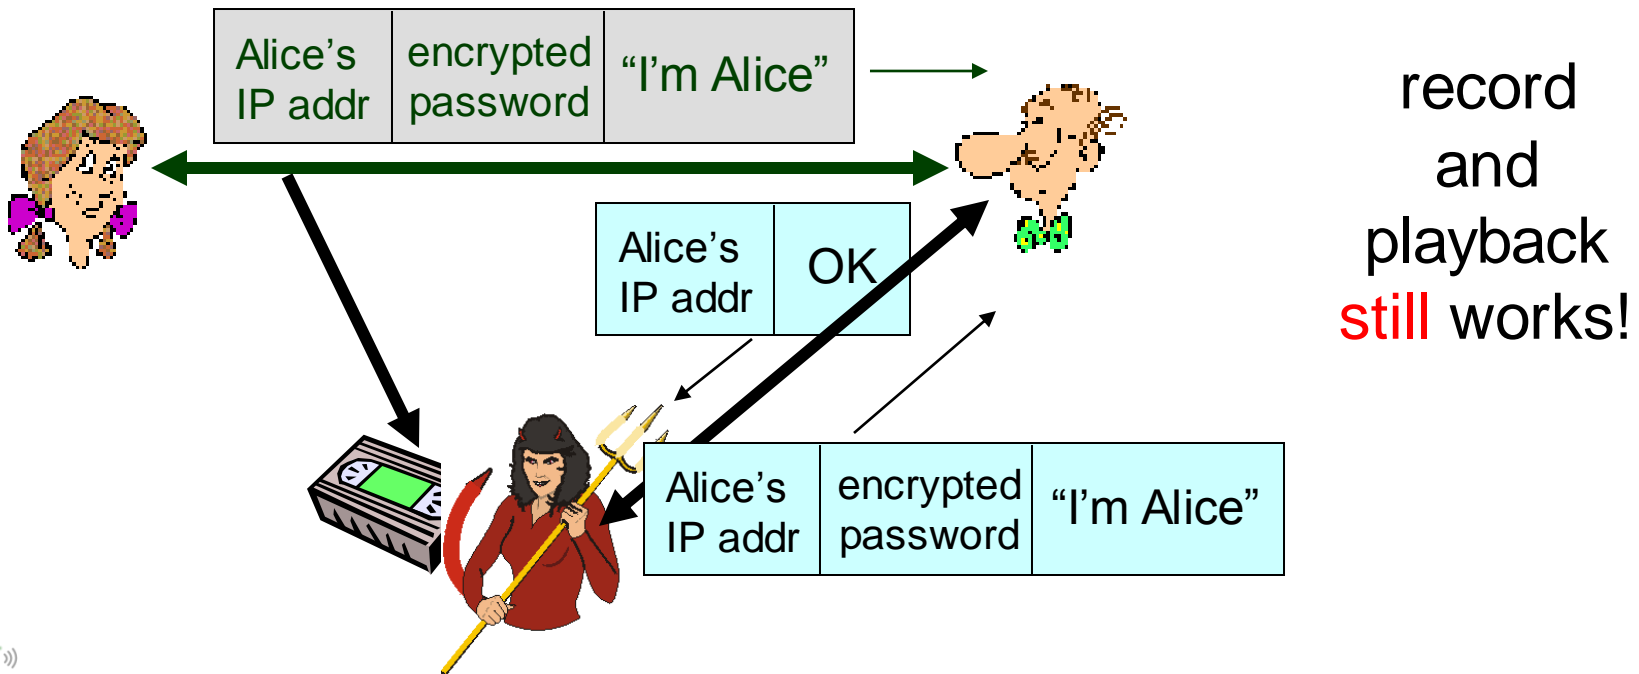 Alice’s
IP addr
encrypted
password
“I’m Alice”
record
and
playback
still works!
Alice’s
IP addr
OK
Alice’s
IP addr
encrypted
password
“I’m Alice”